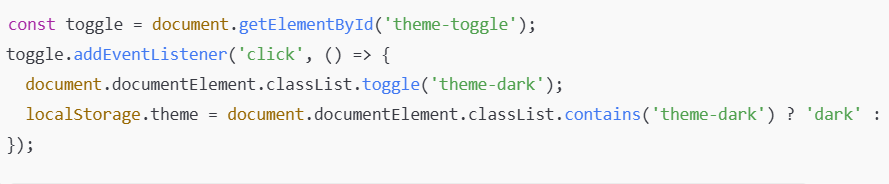 const toggle = document.getElementById('theme-toggle');
toggle.addEventListener('click', () => {
  document.documentElement.classList.toggle('theme-dark');
  localStorage.theme = document.documentElement.classList.contains('theme-dark') ? 'dark' :
});